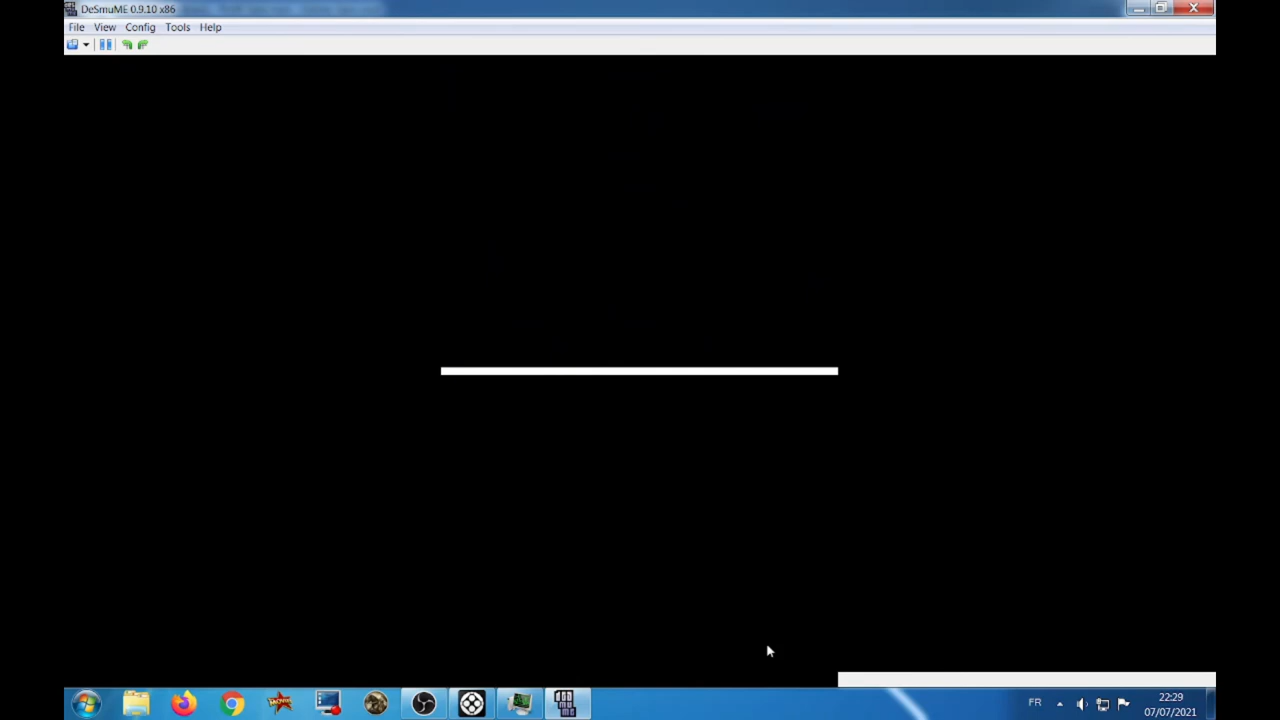 DeSmuME 0.9.10 x86
File View Config Tools Help
FR
22:29
07/07/2021